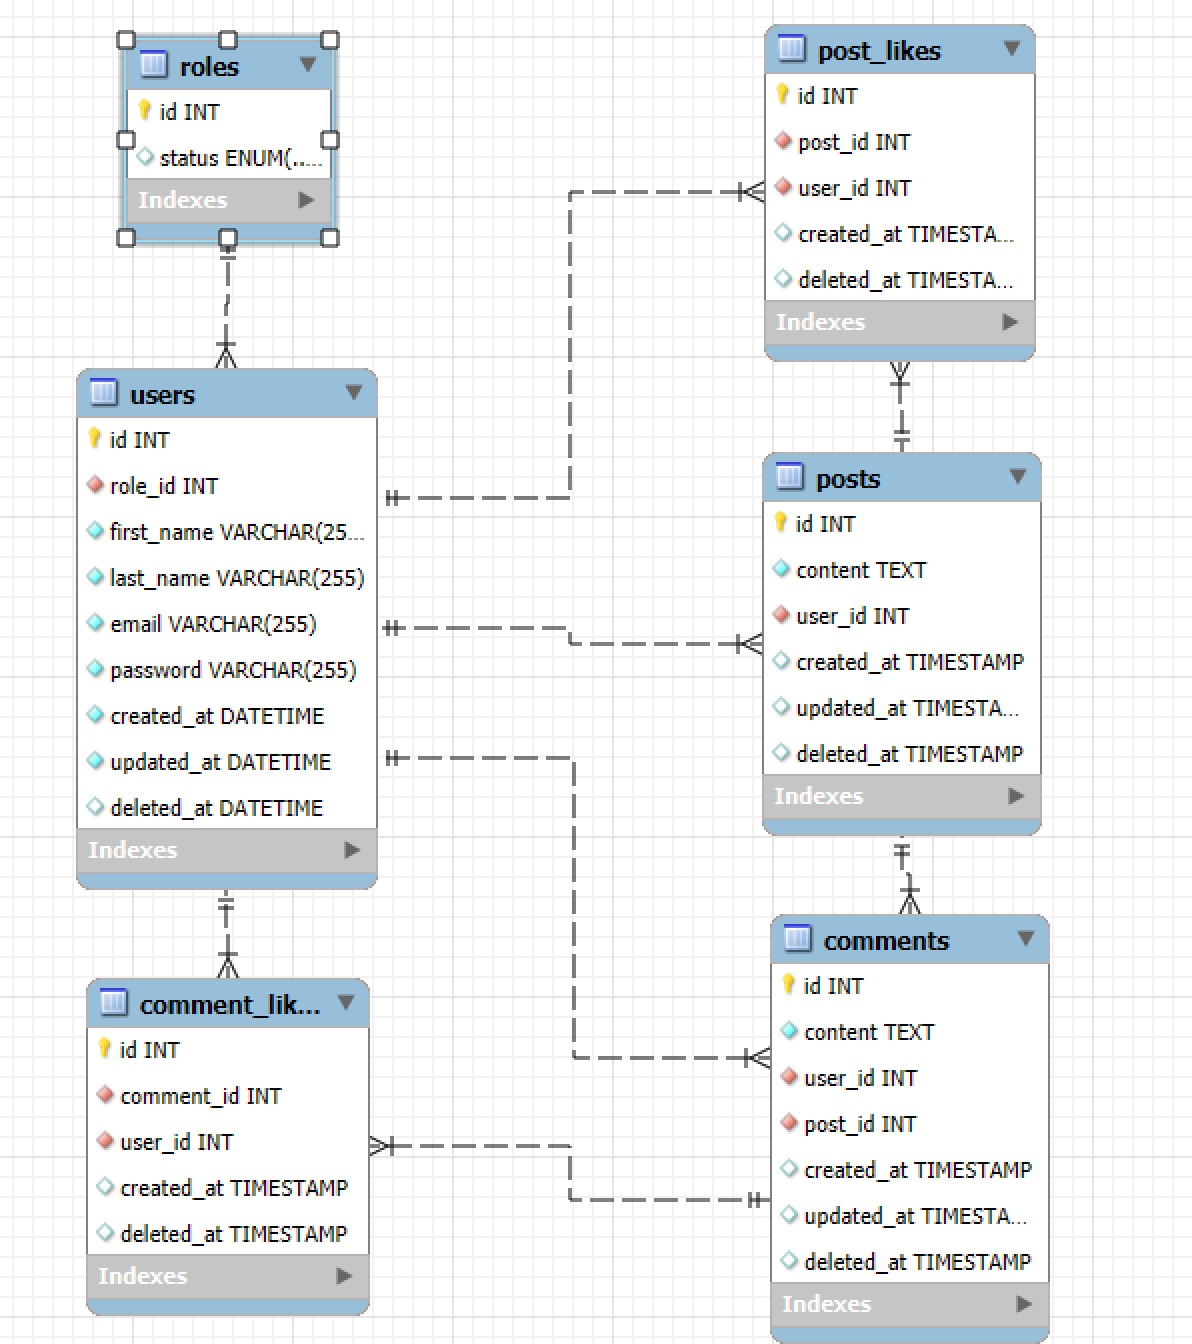 roles
id INT
status ENUM(.....
Indexes
users
id INT
role_id INT
first_name VARCHAR(25...
last_name VARCHAR(255)
email VARCHAR(255)
password VARCHAR(255)
created_at DATETIME
updated_at DATETIME
deleted_at DATETIME
Indexes
comment_lik...
id INT
comment_id INT
user_id INT
created_at TIMESTAMP
deleted_at TIMESTAMP
Indexes
post_likes
id INT
post_id INT
user_id INT
created_at TIMESTA...
deleted_at TIMESTA...
Indexes
posts
id INT
content TEXT
user_id INT
created_at TIMESTAMP
updated_at TIMESTA...
deleted_at TIMESTAMP
Indexes
comments
id INT
content TEXT
user_id INT
post_id INT
created_at TIMESTAMP
updated_at TIMESTA...
deleted_at TIMESTAMP
Indexes